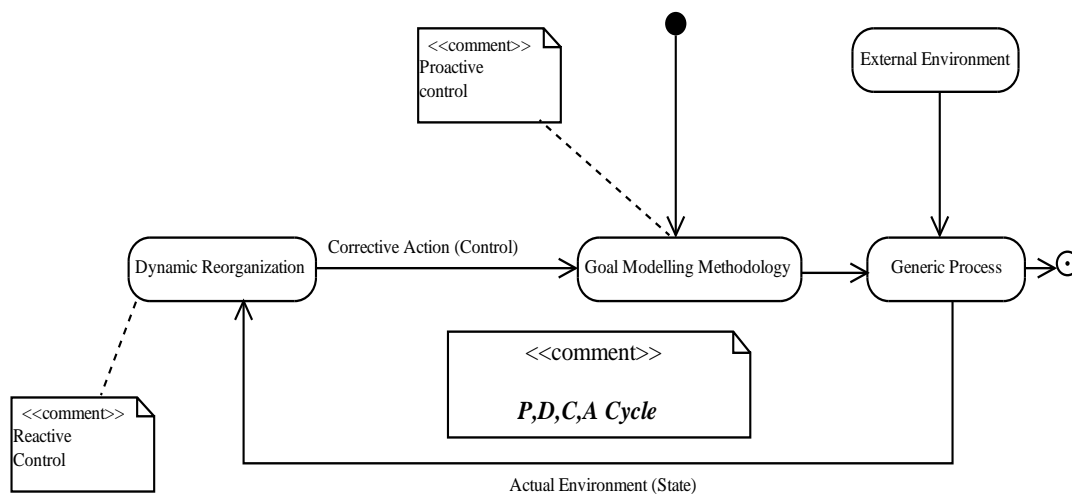 <<comment>>
Proactive
control
External Environment
Corrective Action (Control)
Dynamic Reorganization
Goal Modelling Methodology
Generic Process
<<comment>>
P,D,C,A Cycle
<<comment>>
Reactive
Control
Actual Environment (State)